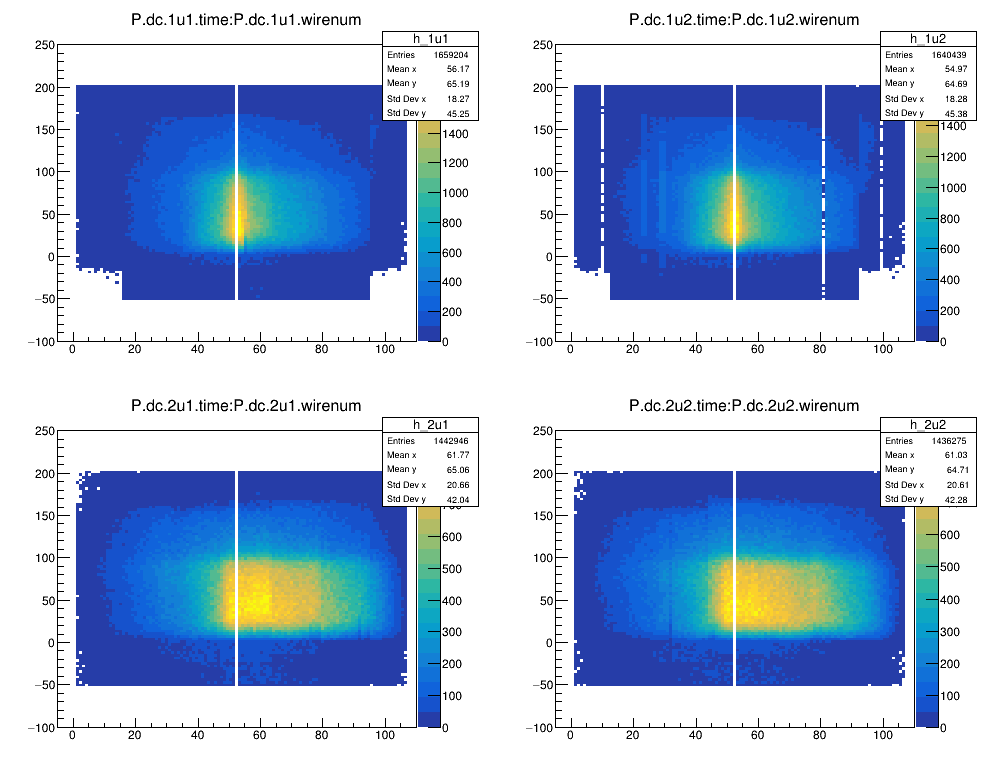 P.dc.1u1.time:P.dc.1u1.wirenum
h_1u1
Entries 1659204
Mean x 56.17
Mean y 65.19
Std Dev x 18.27
Std Dev y 45.25
250
200
150
100
50
0
−50
−100
0 20 40 60 80 100
1400
1200
1000
800
600
400
200
0
P.dc.1u2.time:P.dc.1u2.wirenum
h_1u2
Entries 1640439
Mean x 54.97
Mean y 64.69
Std Dev x 18.28
Std Dev y 45.38
250
200
150
100
50
0
−50
−100
0 20 40 60 80 100
1400
1200
1000
800
600
400
200
0
P.dc.2u1.time:P.dc.2u1.wirenum
h_2u1
Entries 1442946
Mean x 61.77
Mean y 65.06
Std Dev x 20.66
Std Dev y 42.04
250
200
150
100
50
0
−50
−100
0 20 40 60 80 100
600
500
400
300
200
100
0
P.dc.2u2.time:P.dc.2u2.wirenum
h_2u2
Entries 1436275
Mean x 61.03
Mean y 64.71
Std Dev x 20.61
Std Dev y 42.28
250
200
150
100
50
0
−50
−100
0 20 40 60 80 100
600
500
400
300
200
100
0